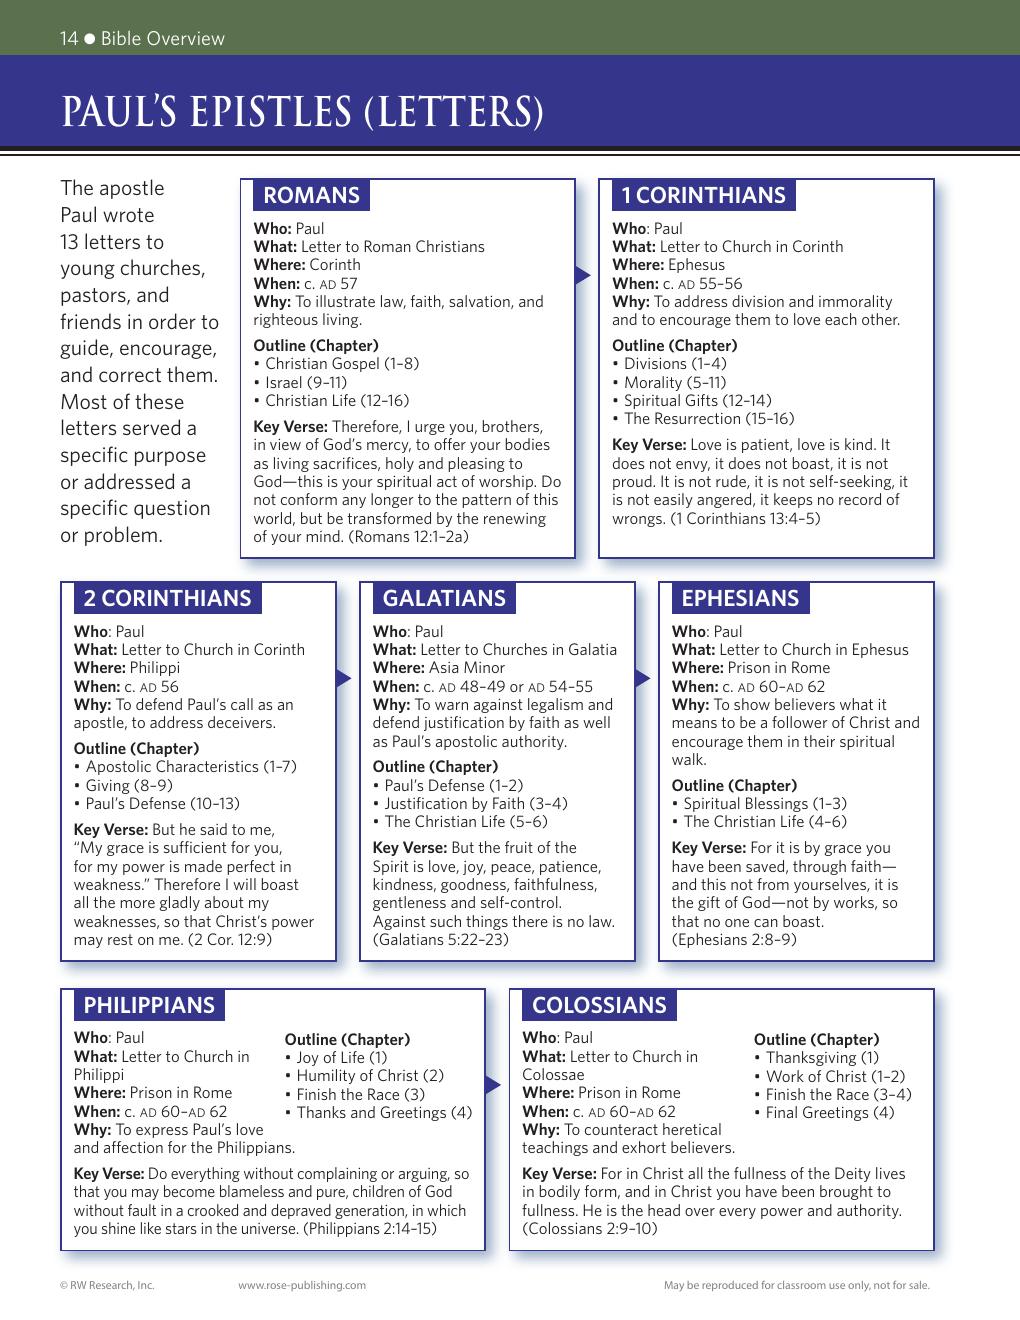 14 ● Bible Overview
PAUL'S EPISTLES (LETTERS)
The apostle
Paul wrote
13 letters to
young churches,
pastors, and
friends in order to
guide, encourage,
and correct them.
Most of these
letters served a
specific purpose
or addressed a
specific question
or problem.
ROMANS
Who: Paul
What: Letter to Roman Christians
Where: Corinth
When: c. AD 57
Why: To illustrate law, faith, salvation, and
righteous living.
Outline (Chapter)
• Christian Gospel (1–8)
• Israel (9–11)
• Christian Life (12–16)
Key Verse: Therefore, I urge you, brothers,
in view of God's mercy, to offer your bodies
as living sacrifices, holy and pleasing to
God—this is your spiritual act of worship. Do
not conform any longer to the pattern of this
world, but be transformed by the renewing
of your mind. (Romans 12:1–2a)
1 CORINTHIANS
Who: Paul
What: Letter to Church in Corinth
Where: Ephesus
When: c. AD 55–56
Why: To address division and immorality
and to encourage them to love each other.
Outline (Chapter)
• Divisions (1–4)
• Morality (5–11)
• Spiritual Gifts (12–14)
• The Resurrection (15–16)
Key Verse: Love is patient, love is kind. It
does not envy, it does not boast, it is not
proud. It is not rude, it is not self-seeking, it
is not easily angered, it keeps no record of
wrongs. (1 Corinthians 13:4–5)
2 CORINTHIANS
Who: Paul
What: Letter to Church in Corinth
Where: Philippi
When: c. AD 56
Why: To defend Paul's call as an
apostle, to address deceivers.
Outline (Chapter)
• Apostolic Characteristics (1–7)
• Giving (8–9)
• Paul's Defense (10–13)
Key Verse: But he said to me,
“My grace is sufficient for you,
for my power is made perfect in
weakness.” Therefore I will boast
all the more gladly about my
weaknesses, so that Christ's power
may rest on me. (2 Cor. 12:9)
GALATIANS
Who: Paul
What: Letter to Churches in Galatia
Where: Asia Minor
When: c. AD 48–49 or AD 54–55
Why: To warn against legalism and
defend justification by faith as well
as Paul's apostolic authority.
Outline (Chapter)
• Paul's Defense (1–2)
• Justification by Faith (3–4)
• The Christian Life (5–6)
Key Verse: But the fruit of the
Spirit is love, joy, peace, patience,
kindness, goodness, faithfulness,
gentleness and self-control.
Against such things there is no law.
(Galatians 5:22–23)
EPHESIANS
Who: Paul
What: Letter to Church in Ephesus
Where: Prison in Rome
When: c. AD 60–AD 62
Why: To show believers what it
means to be a follower of Christ and
encourage them in their spiritual
walk.
Outline (Chapter)
• Spiritual Blessings (1–3)
• The Christian Life (4–6)
Key Verse: For it is by grace you
have been saved, through faith—
and this not from yourselves, it is
the gift of God—not by works, so
that no one can boast.
(Ephesians 2:8–9)
PHILIPPIANS
Who: Paul
What: Letter to Church in
Philippi
Where: Prison in Rome
When: c. AD 60–AD 62
Why: To express Paul's love
and affection for the Philippians.
Outline (Chapter)
• Joy of Life (1)
• Humility of Christ (2)
• Finish the Race (3)
• Thanks and Greetings (4)
Key Verse: Do everything without complaining or arguing, so
that you may become blameless and pure, children of God
without fault in a crooked and depraved generation, in which
you shine like stars in the universe. (Philippians 2:14–15)
COLOSSIANS
Who: Paul
What: Letter to Church in
Colossae
Where: Prison in Rome
When: c. AD 60–AD 62
Why: To counteract heretical
teachings and exhort believers.
Outline (Chapter)
• Thanksgiving (1)
• Work of Christ (1–2)
• Finish the Race (3–4)
• Final Greetings (4)
Key Verse: For in Christ all the fullness of the Deity lives
in bodily form, and in Christ you have been brought to
fullness. He is the head over every power and authority.
(Colossians 2:9–10)
© RW Research, Inc. www.rose-publishing.com May be reproduced for classroom use only, not for sale.